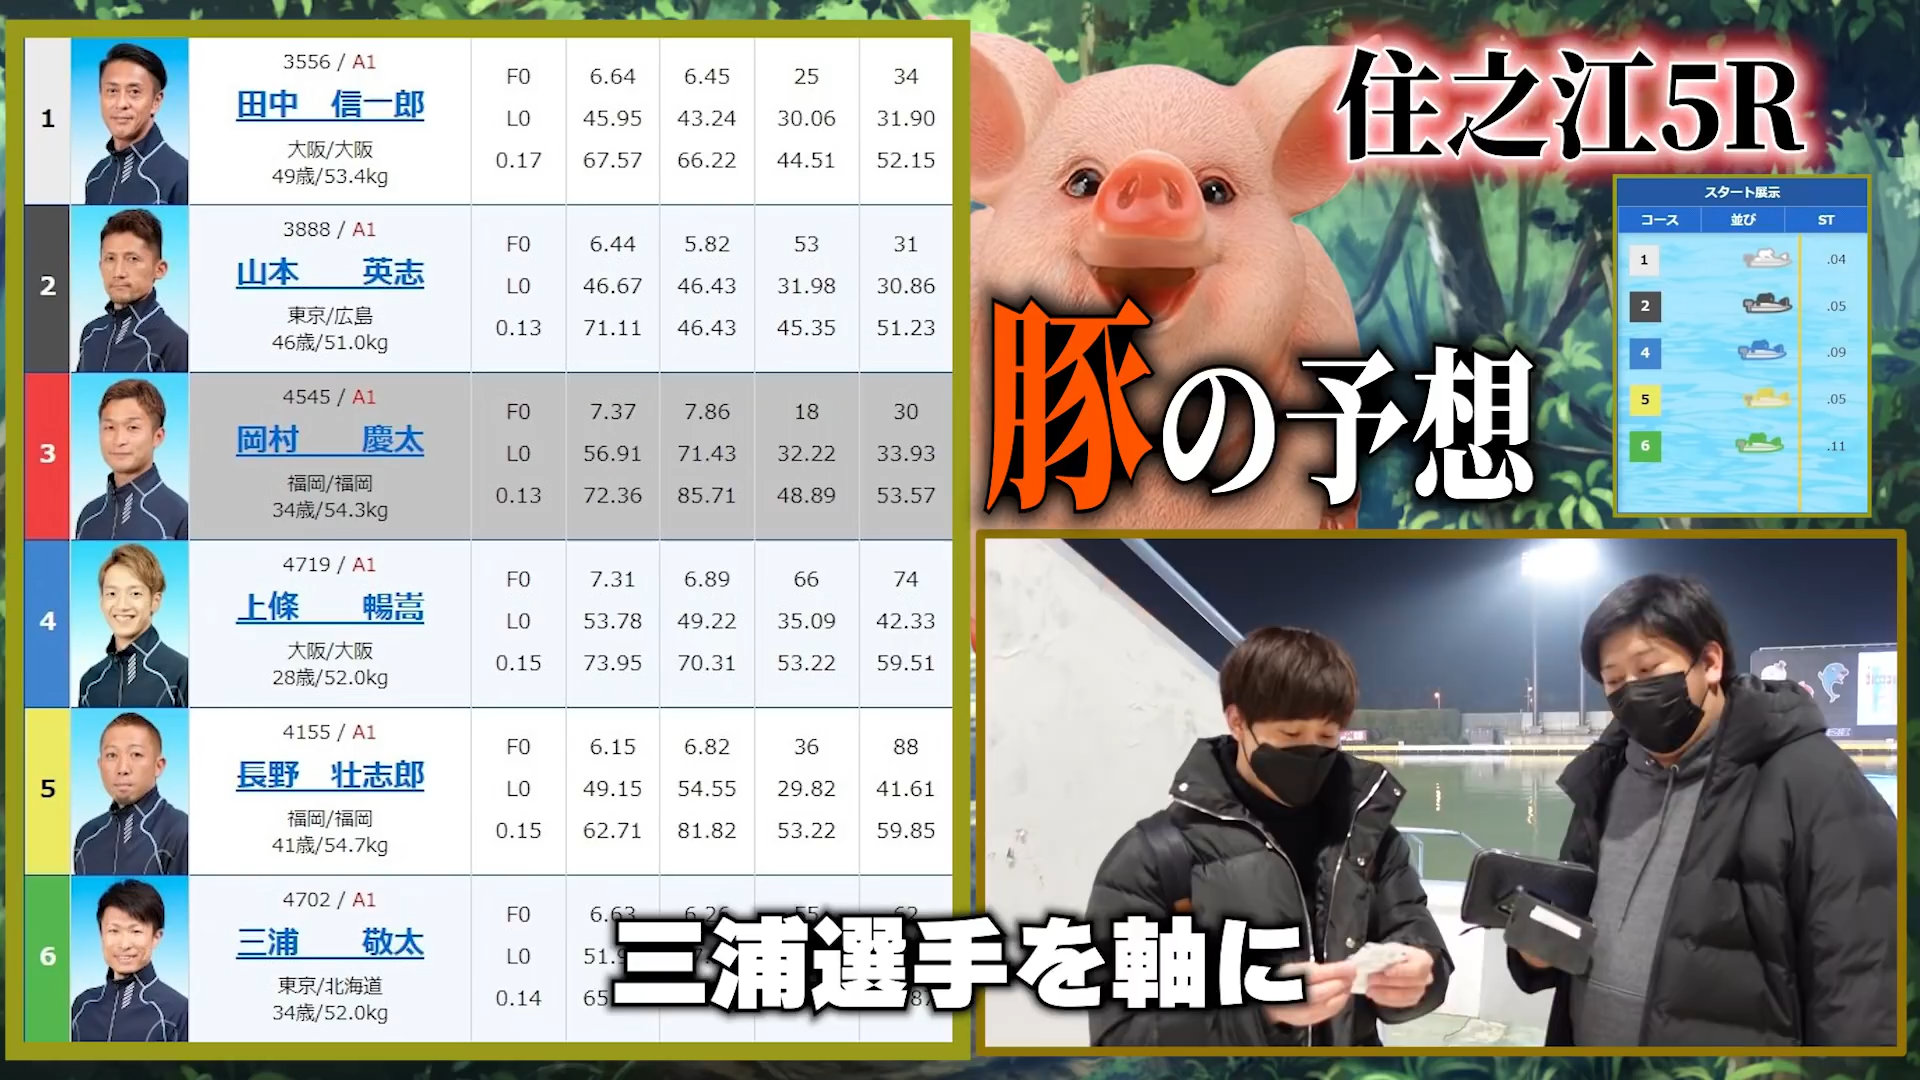 1
3556 / A1
田中 信一郎
大阪/大阪
49歳/53.4kg
F0 6.64 6.45 25 34
L0 45.95 43.24 30.06 31.90
0.17 67.57 66.22 44.51 52.15
2
3888 / A1
山本 英志
東京/広島
46歳/51.0kg
F0 6.44 5.82 53 31
L0 46.67 46.43 31.98 30.86
0.13 71.11 46.43 45.35 51.23
3
4545 / A1
岡村 慶太
福岡/福岡
34歳/54.3kg
F0 7.37 7.86 18 30
L0 56.91 71.43 32.22 33.93
0.13 72.36 85.71 48.89 53.57
4
4719 / A1
上條 暢嵩
大阪/大阪
28歳/52.0kg
F0 7.31 6.89 66 74
L0 53.78 49.22 35.09 42.33
0.15 73.95 70.31 53.22 59.51
5
4155 / A1
長野 壮志郎
福岡/福岡
41歳/54.7kg
F0 6.15 6.82 36 88
L0 49.15 54.55 29.82 41.61
0.15 62.71 81.82 53.22 59.85
6
4702 / A1
三浦 敬太
東京/北海道
34歳/52.0kg
F0 6.63 6.26 55 62
L0
0.14
住之江5R
豚の予想
スタート展示
コース 並び ST
1 .04
2 .05
4 .09
5 .05
6 .11
三浦選手を軸に